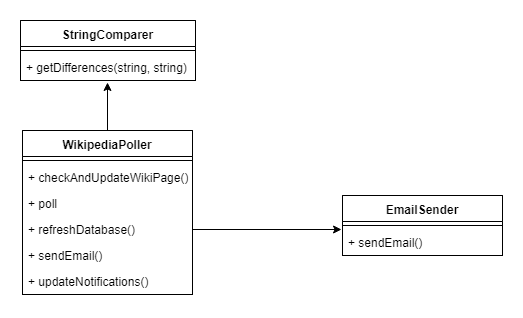 StringComparer
+ getDifferences(string, string)
WikipediaPoller
+ checkAndUpdateWikiPage()
+ poll
+ refreshDatabase()
+ sendEmail()
+ updateNotifications()
EmailSender
+ sendEmail()